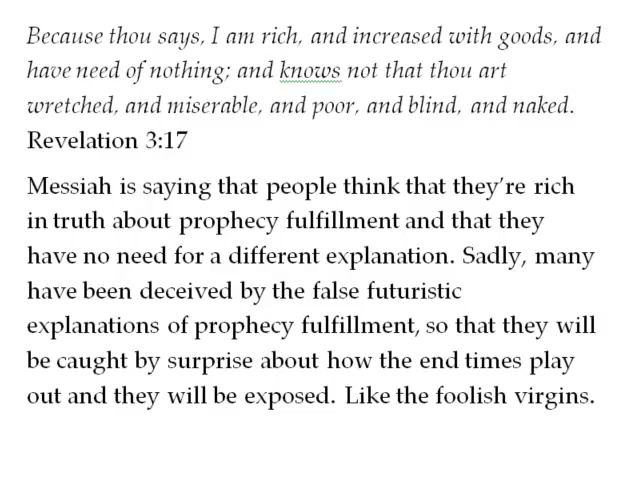 Because thou says, I am rich, and increased with goods, and
have need of nothing; and knows not that thou art
wretched, and miserable, and poor, and blind, and naked.
Revelation 3:17
Messiah is saying that people think that they’re rich
in truth about prophecy fulfillment and that they
have no need for a different explanation. Sadly, many
have been deceived by the false futuristic
explanations of prophecy fulfillment, so that they will
be caught by surprise about how the end times play
out and they will be exposed. Like the foolish virgins.